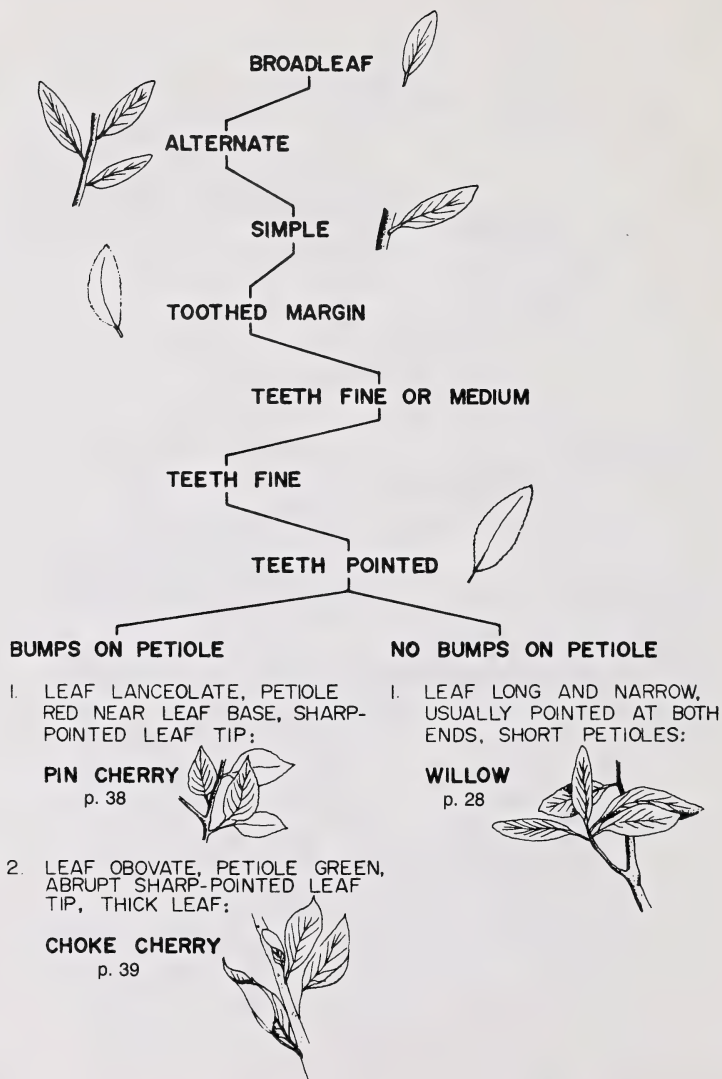 BROADLEAF
ALTERNATE
SIMPLE
TOOTHED MARGIN
TEETH FINE OR MEDIUM
TEETH FINE
TEETH POINTED
BUMPS ON PETIOLE
1. LEAF LANCEOLATE, PETIOLE
RED NEAR LEAF BASE, SHARP-
POINTED LEAF TIP:
PIN CHERRY
p. 38
2. LEAF OBOVATE, PETIOLE GREEN,
ABRUPT SHARP-POINTED LEAF
TIP, THICK LEAF:
CHOKE CHERRY
p. 39
NO BUMPS ON PETIOLE
1. LEAF LONG AND NARROW,
USUALLY POINTED AT BOTH
ENDS, SHORT PETIOLES:
WILLOW
p. 28